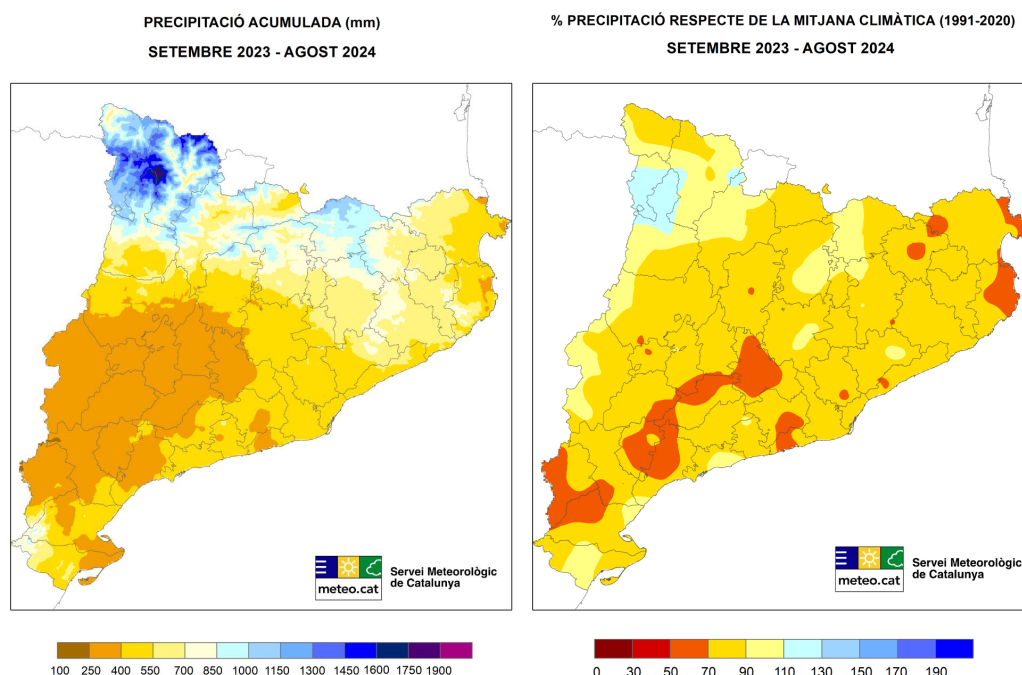 PRECIPITACIÓ ACUMULADA (mm)
SETEMBRE 2023 - AGOST 2024
% PRECIPITACIÓ RESPECTE DE LA MITJANA CLIMÀTICA (1991-2020)
SETEMBRE 2023 - AGOST 2024
meteo.cat
Servei Meteorològic
de Catalunya
meteo.cat
Servei Meteorològic
de Catalunya
100 250 400 550 700 850 1000 1150 1300 1450 1600 1750 1900
0 30 50 70 90 110 130 150 170 190